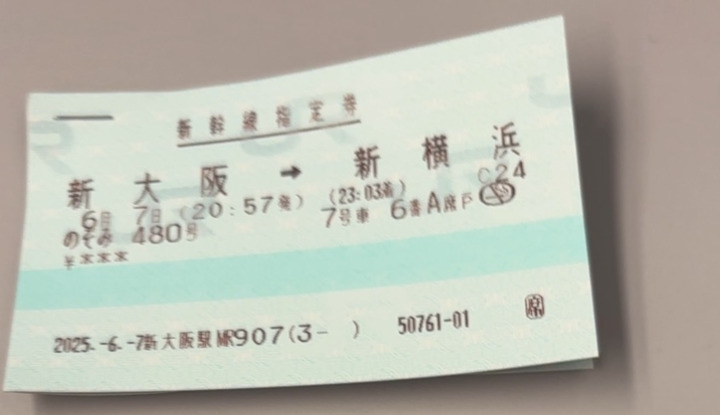 新幹線指定券
新大阪 → 新横浜
6月 7日 (20:57発) (23:03着) C24
のぞみ 480号 7号車 6番A席
¥***
2025.-6.-7新大阪駅MR907(3- ) 50761-01